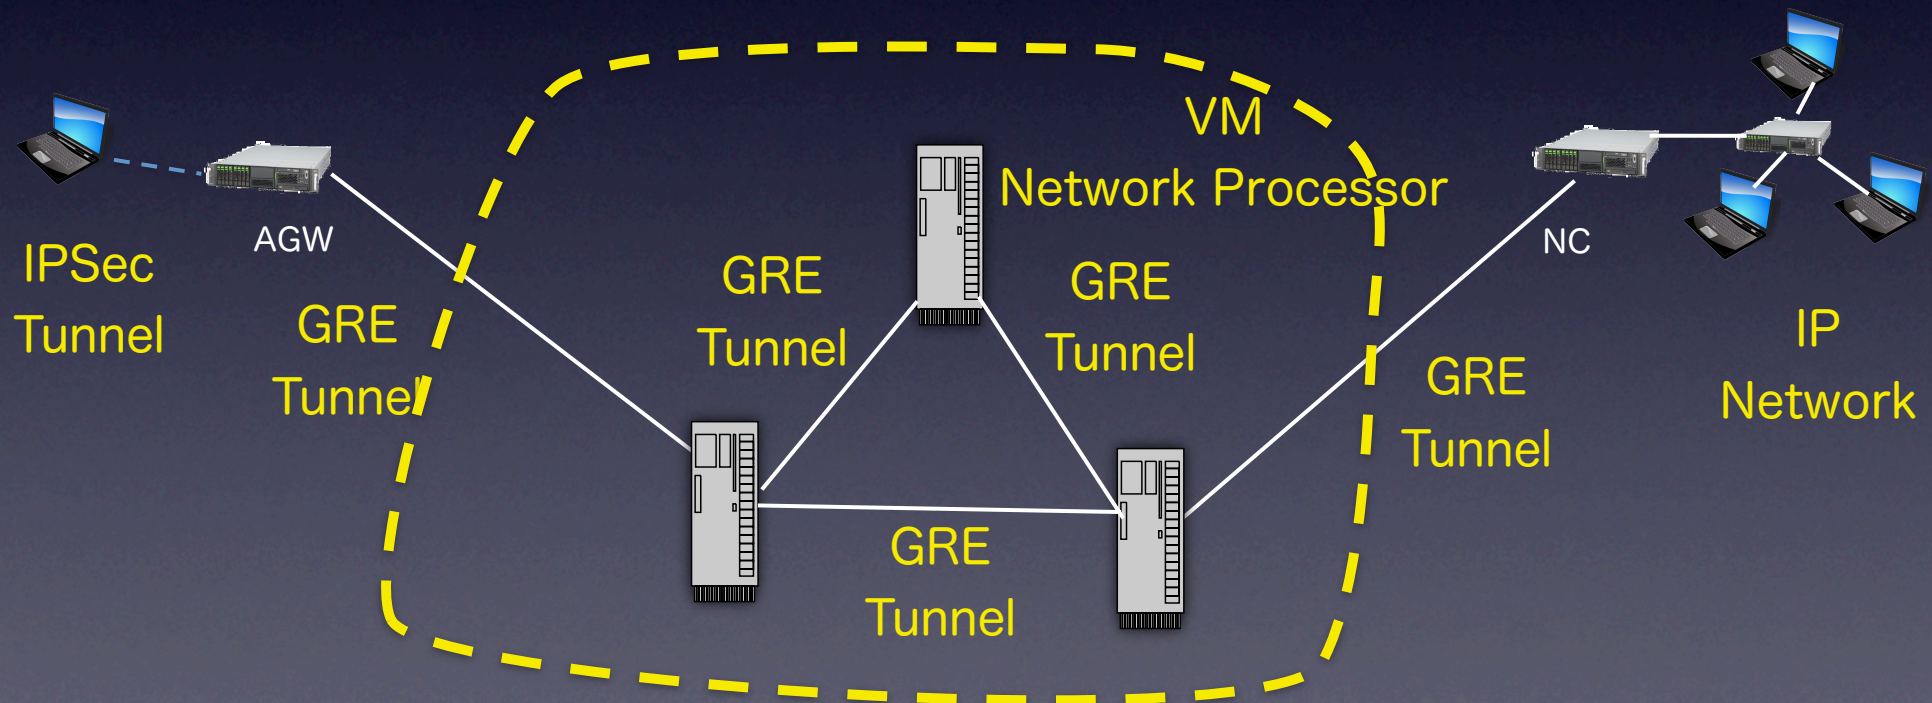 VM
Network Processor
AGW
NC
IPSec
Tunnel
GRE
Tunnel
GRE
Tunnel
GRE
Tunnel
GRE
Tunnel
IP
Network
GRE
Tunnel